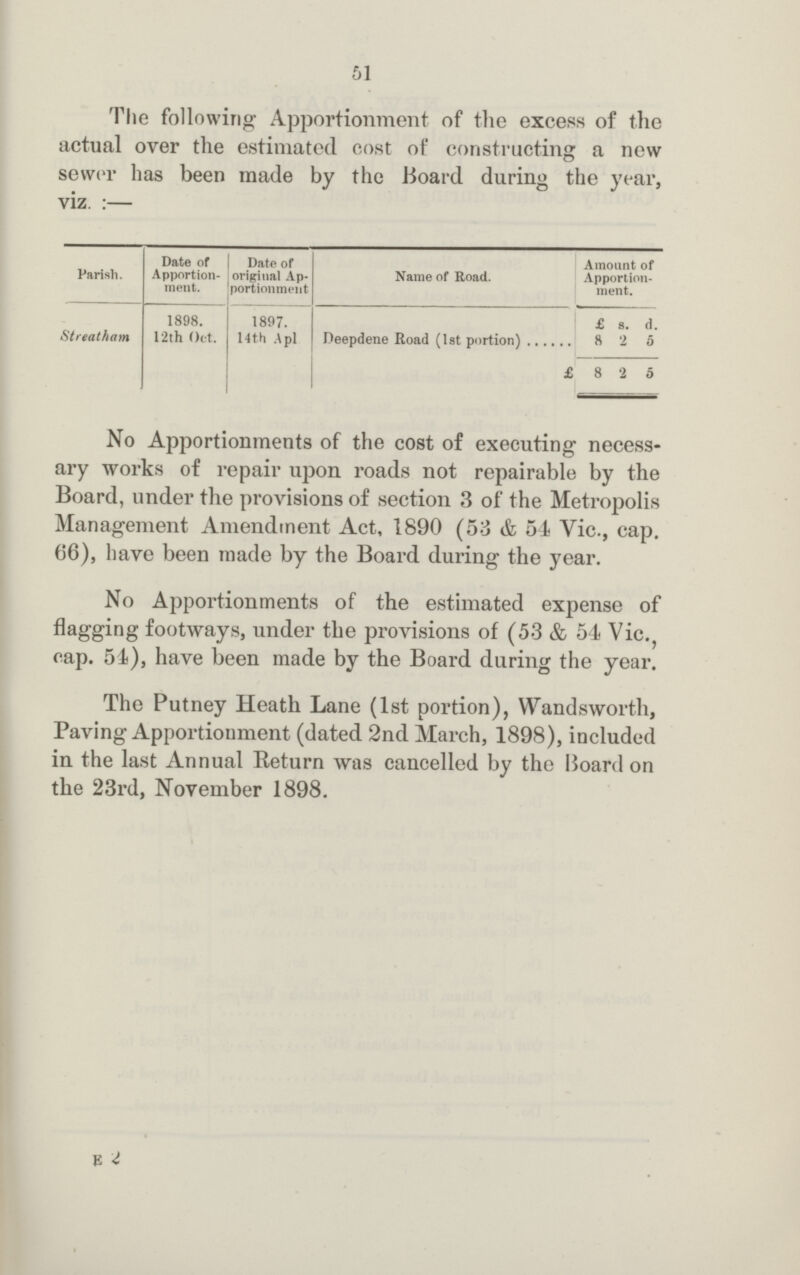 51
The following Apportionment of the excess of the
actual over the estimated cost of constructing a new
sewer has been made by the Board during the year,
viz. :—
Parish. Date of Apportion- ment. Date of original Ap- portionment Name of Road. Amount of Apportion- ment.
1898. 1897. £ s. d.
Streatham 12th Oct. 14th Apl Deepdene Road (1st portion) ...... 8 2 5
£ 8 2 5
No Apportionments of the cost of executing necess-
ary works of repair upon roads not repairable by the
Board, under the provisions of section 3 of the Metropolis
Management Amendment Act, 1890 (53 & 54 Vic., cap.
66), have been made by the Board during the year.
No Apportionments of the estimated expense of
flagging footways, under the provisions of (53 & 54 Vic.,
cap. 54), have been made by the Board during the year.
The Putney Heath Lane (1st portion), Wandsworth,
Paving Apportionment (dated 2nd March, 1898), included
in the last Annual Return was cancelled by the Board on
the 23rd, November 1898.
E 2